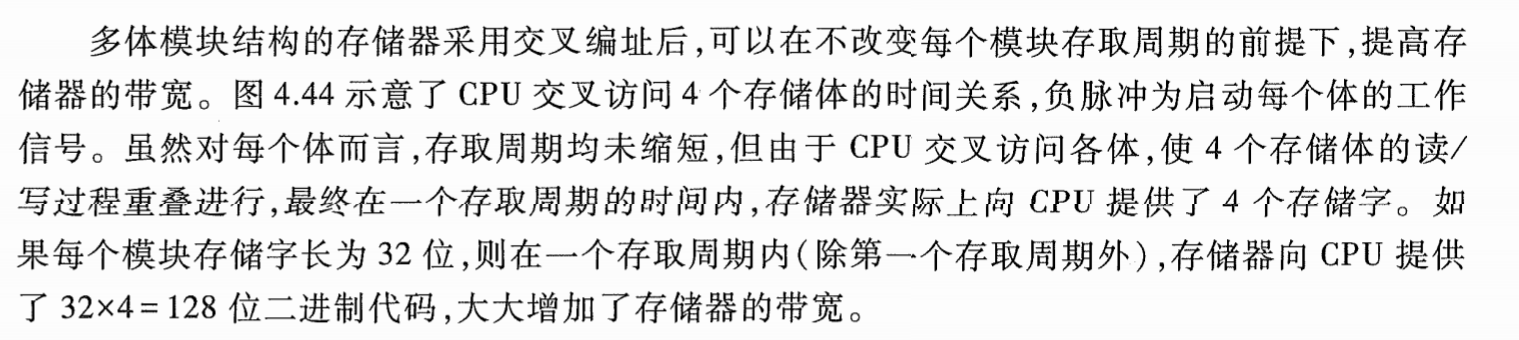 多体模块结构的存储器采用交叉编址后,可以在不改变每个模块存取周期的前提下,提高存
储器的带宽。图 4.44 示意了 CPU 交叉访问 4 个存储体的时间关系,负脉冲为启动每个体的工作
信号。虽然对每个体而言,存取周期均未缩短,但由于 CPU 交叉访问各体,使 4 个存储体的读/
写过程重叠进行,最终在一个存取周期的时间内,存储器实际上向 CPU 提供了 4 个存储字。如
果每个模块存储字长为 32 位,则在一个存取周期内(除第一个存取周期外),存储器向 CPU 提供
了 32×4=128 位二进制代码,大大增加了存储器的带宽。